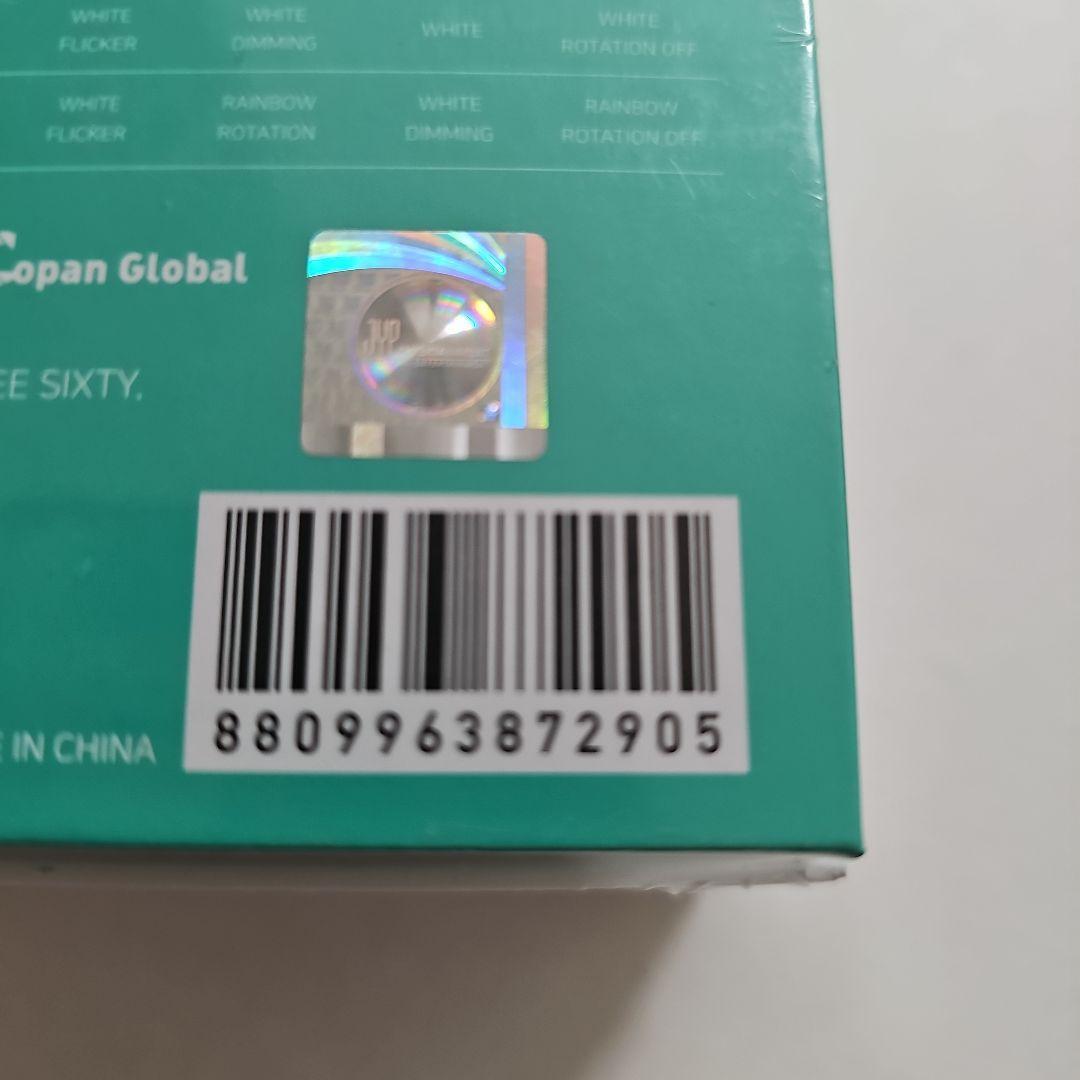 WHITE FLICKER
WHITE DIMMING
WHITE
WHITE ROTATION OFF
WHITE FLICKER
RAINBOW ROTATION
WHITE DIMMING
RAINBOW ROTATION OFF
Copan Global
JYP
EE SIXTY.
8809963872905
E IN CHINA